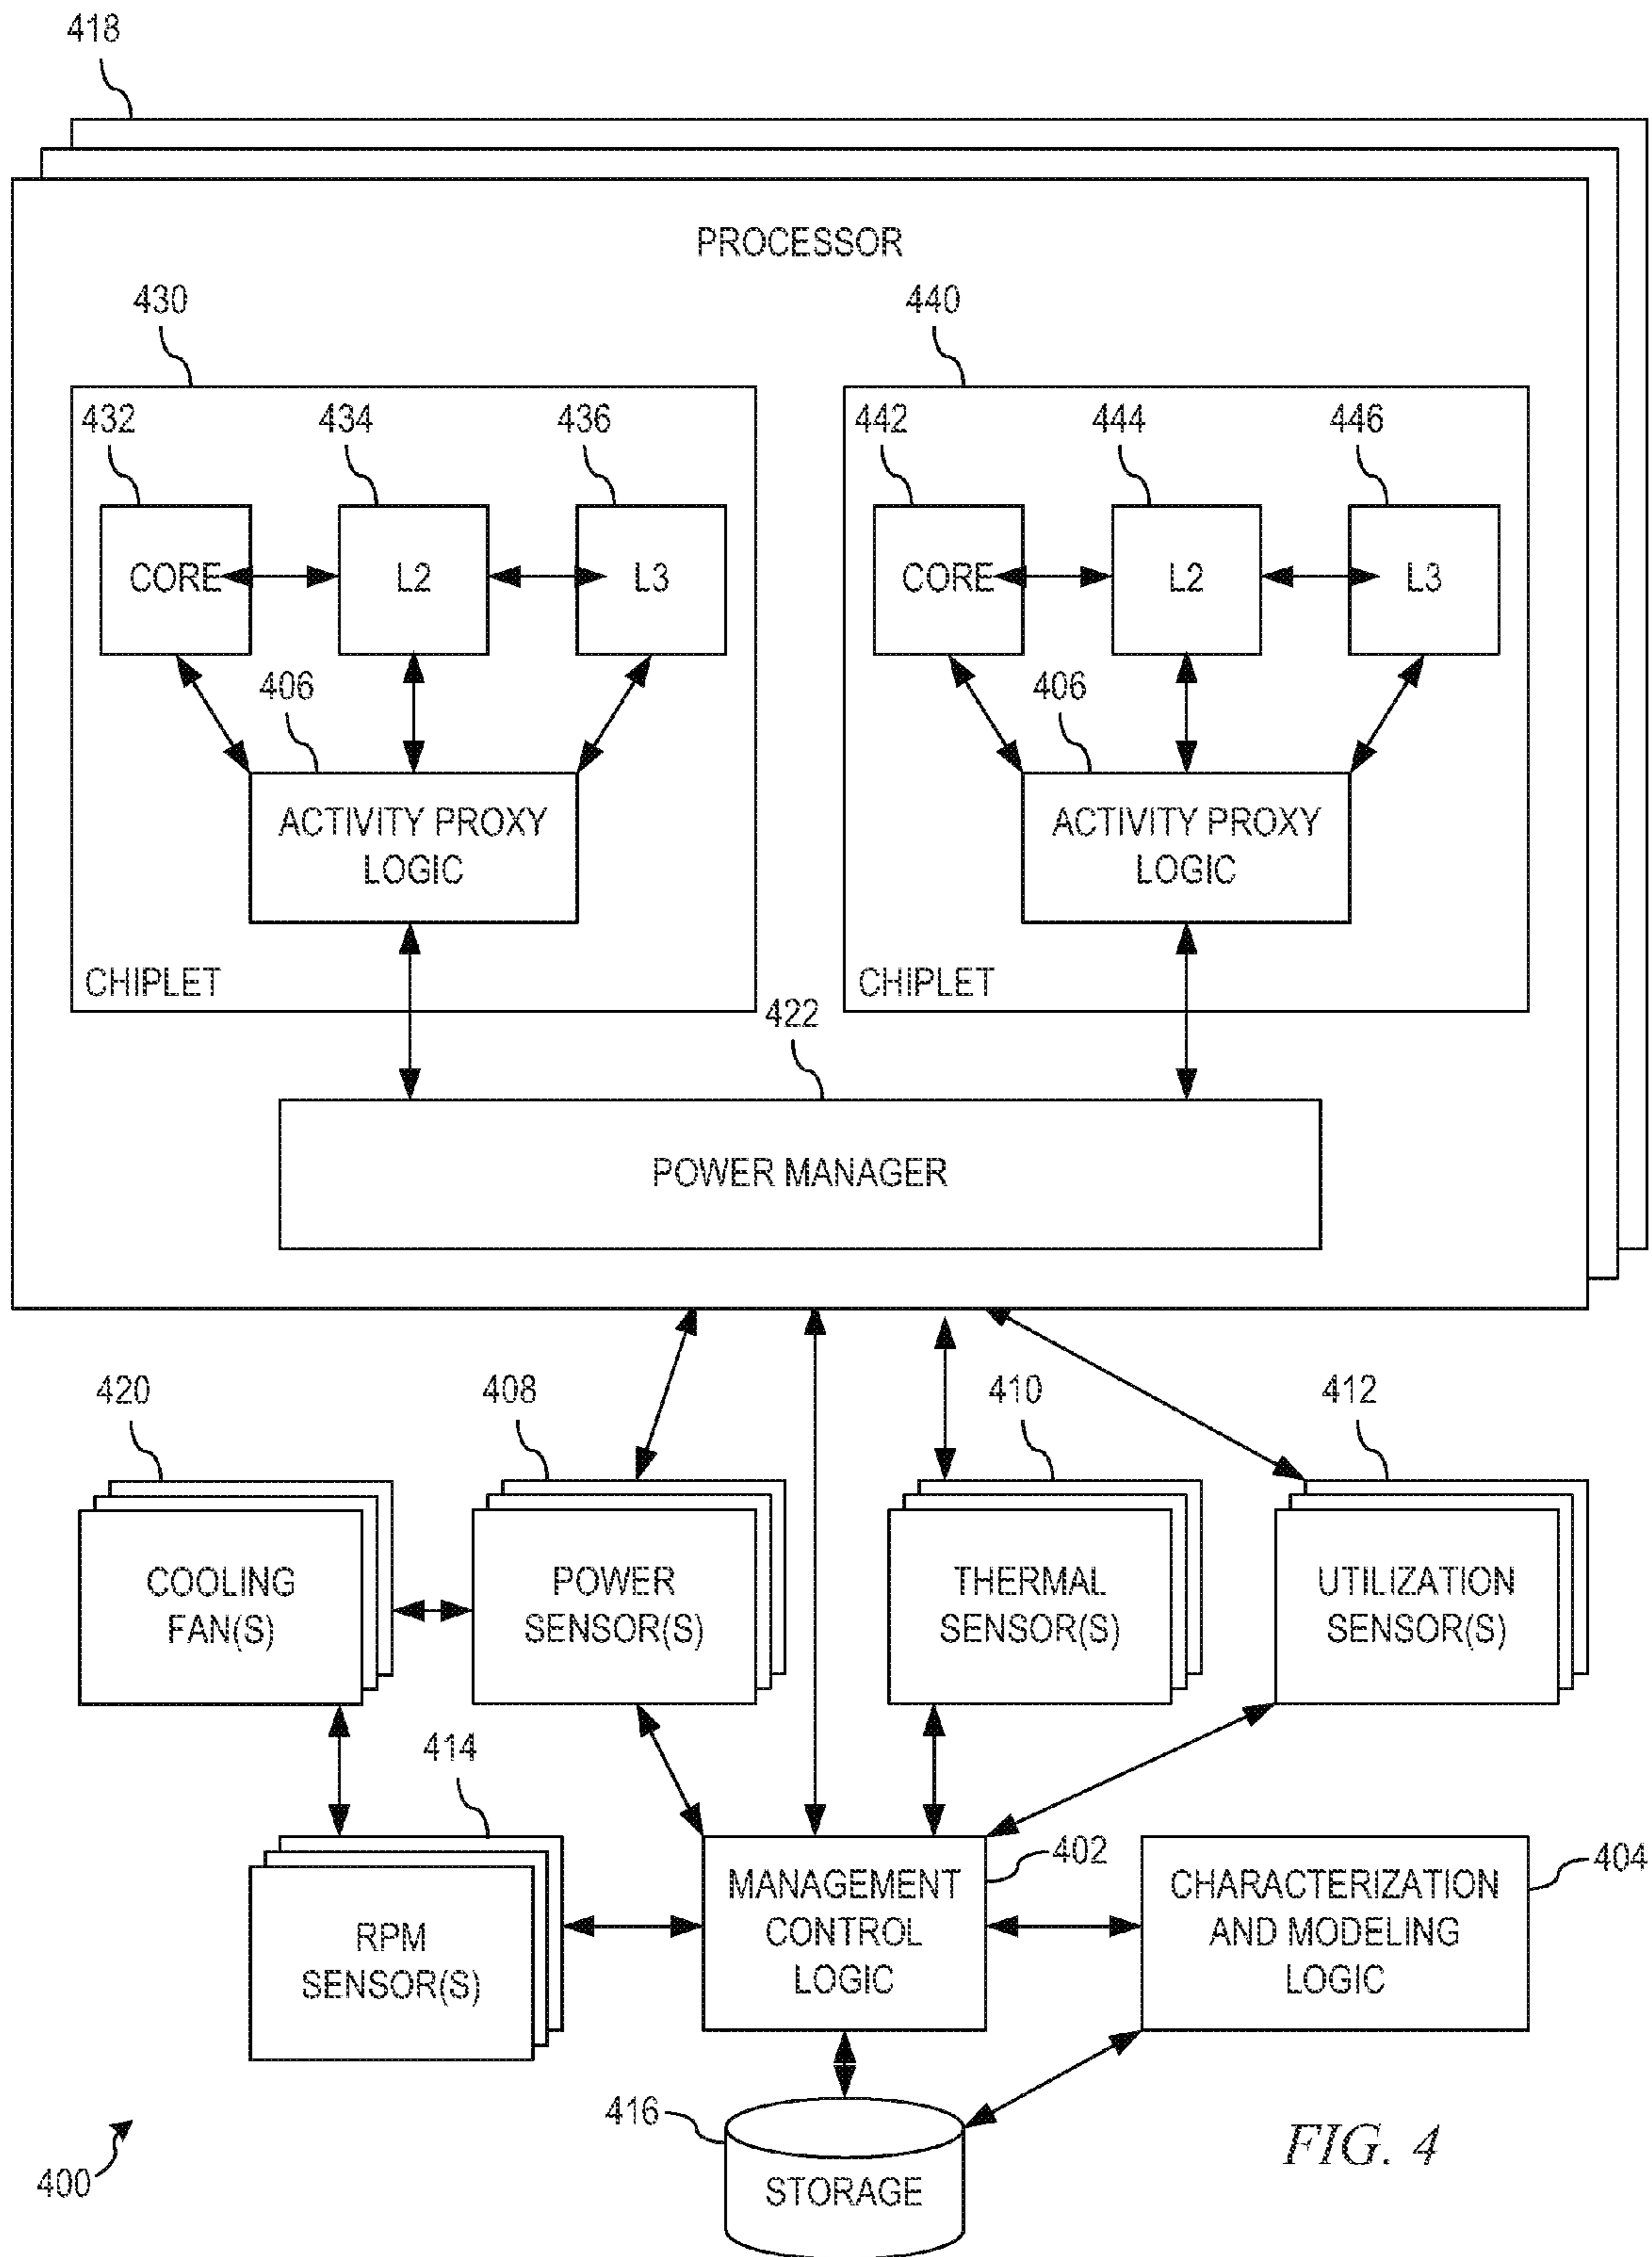 418
PROCESSOR
430
440
432
434
436
442
444
446
CORE
L2
L3
CORE
L2
L3
406
406
ACTIVITY PROXY
LOGIC
ACTIVITY PROXY
LOGIC
CHIPLET
CHIPLET
422
POWER MANAGER
420
408
410
412
COOLING
FAN(S)
POWER
SENSOR(S)
THERMAL
SENSOR(S)
UTILIZATION
SENSOR(S)
414
402
404
RPM
SENSOR(S)
MANAGEMENT
CONTROL
LOGIC
CHARACTERIZATION
AND MODELING
LOGIC
416
STORAGE
400
FIG. 4